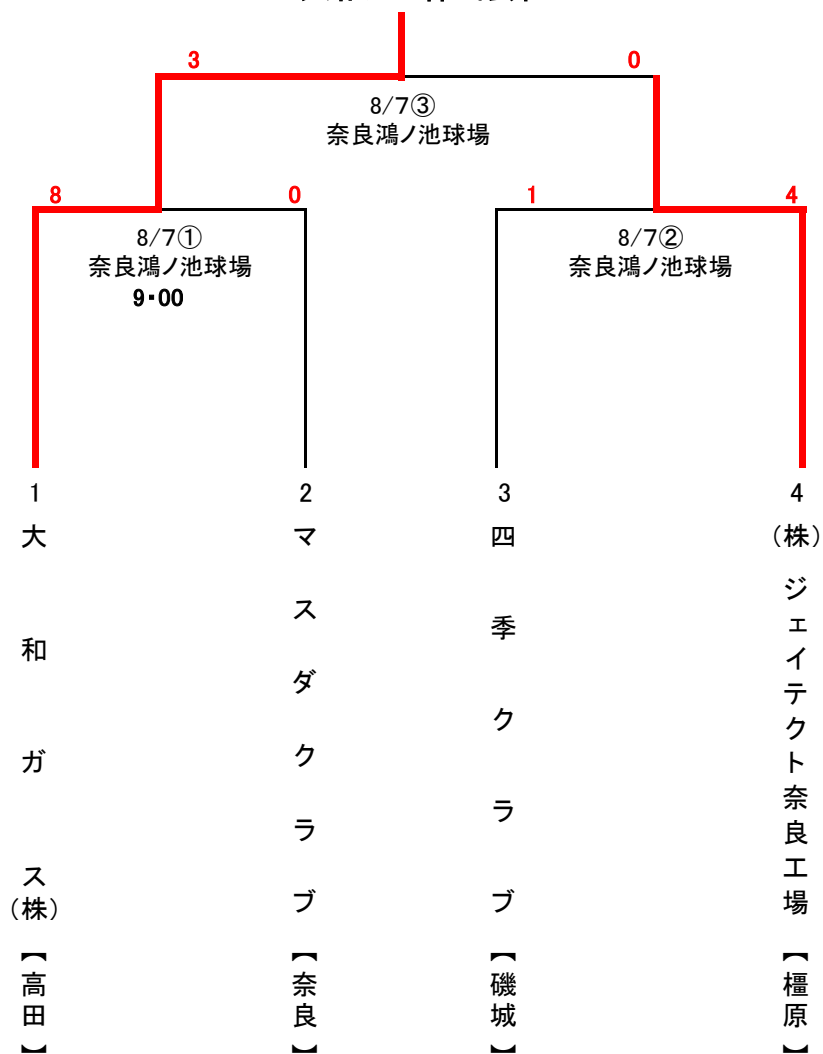 3
0
8/7③
奈良鴻ノ池球場
8
0
1
4
8/7①
奈良鴻ノ池球場
9:00
8/7②
奈良鴻ノ池球場
1
2
3
4
大和ガス(株)【高田】
マスダクラブ【奈良】
四季クラブ【磯城】
(株)ジェイテクト奈良工場【橿原】